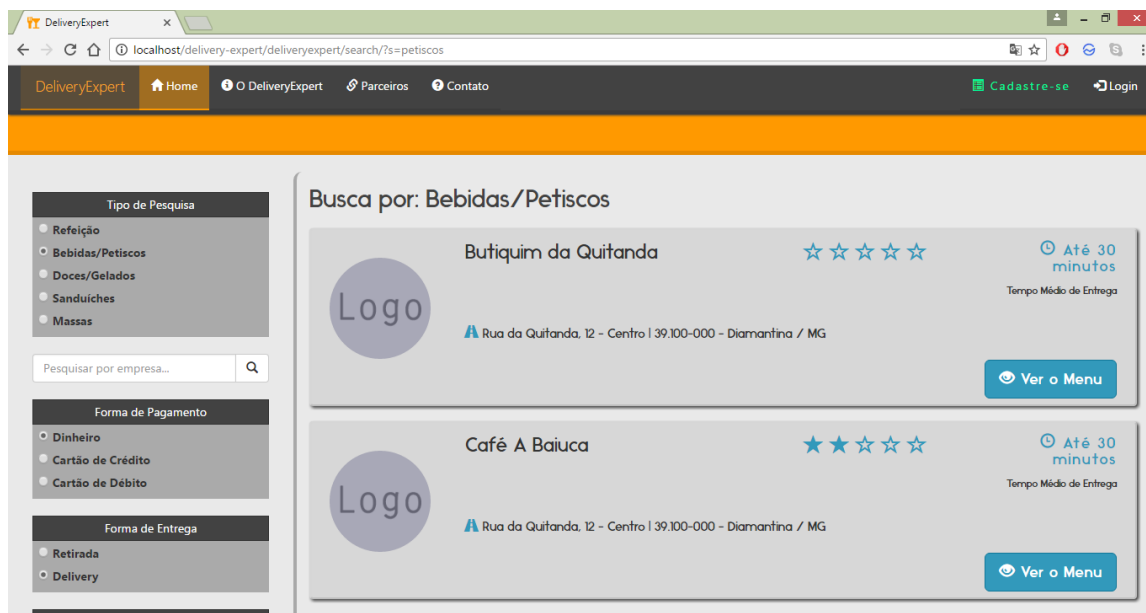 DeliveryExpert
localhost/delivery-expert/deliveryexpert/search/?s=petiscos
DeliveryExpert Home O DeliveryExpert Parceiros Contato Cadastre-se Login
Tipo de Pesquisa
Refeição
Bebidas/Petiscos
Doces/Gelados
Sanduíches
Massas
Pesquisar por empresa...
Forma de Pagamento
Dinheiro
Cartão de Crédito
Cartão de Débito
Forma de Entrega
Retirada
Delivery
Busca por: Bebidas/Petiscos
Logo
Butiquim da Quitanda
Rua da Quitanda, 12 - Centro | 39.100-000 - Diamantina / MG
Até 30
minutos
Tempo Médio de Entrega
Ver o Menu
Logo
Café A Baiuca
Rua da Quitanda, 12 - Centro | 39.100-000 - Diamantina / MG
Até 30
minutos
Tempo Médio de Entrega
Ver o Menu